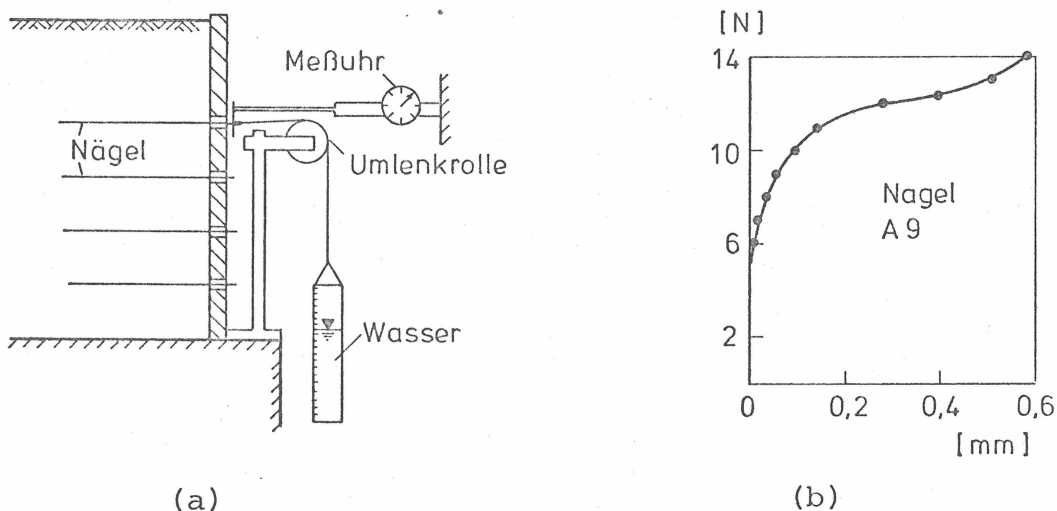 Meßuhr
Nägel
Umlenkrolle
Wasser
(a)
[N]
14
10
6
2
0
0,2
0,4
0,6
[mm]
Nagel
A 9
(b)